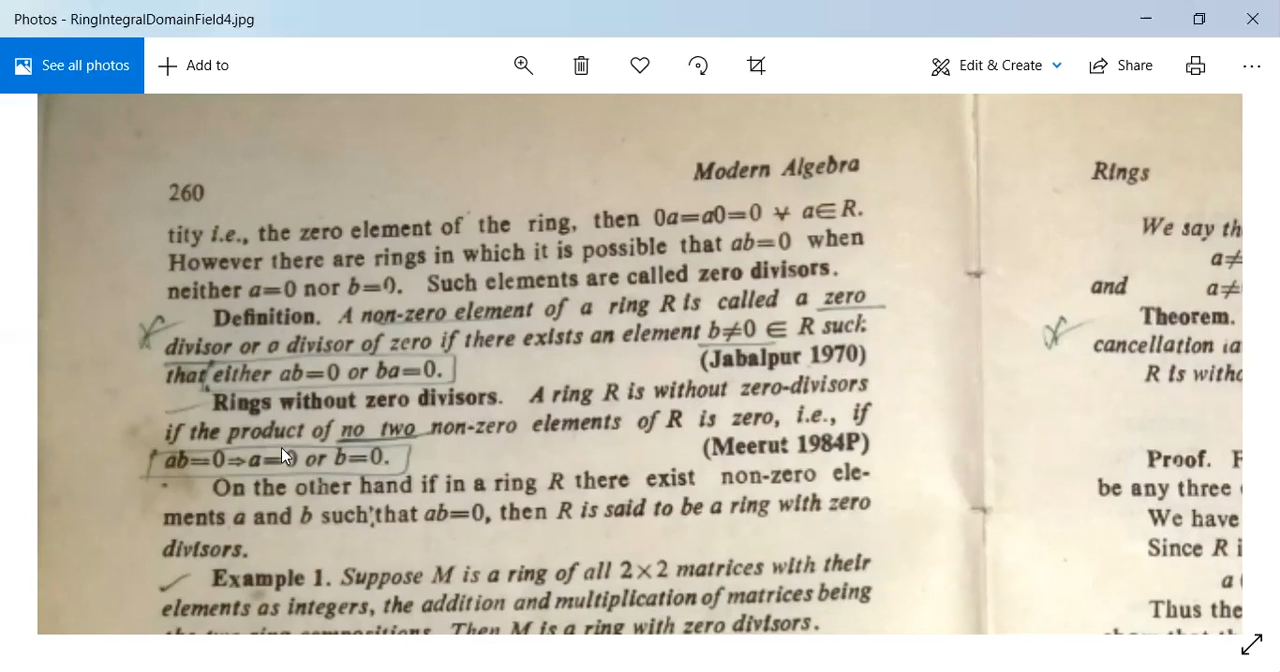 Photos - RingIntegralDomainField4.jpg
See all photos
Add to
Edit & Create
Share
260
Modern Algebra
tity i.e., the zero element of the ring, then 0a=a0=0 ∀ a∈R.
However there are rings in which it is possible that ab=0 when
neither a=0 nor b=0. Such elements are called zero divisors.
Definition. A non-zero element of a ring R is called a zero
divisor or a divisor of zero if there exists an element b≠0 ∈ R such
that either ab=0 or ba=0.
(Jabalpur 1970)
Rings without zero divisors. A ring R is without zero-divisors
if the product of no two non-zero elements of R is zero, i.e., if
ab=0⇒a=0 or b=0.
(Meerut 1984P)
On the other hand if in a ring R there exist non-zero ele-
ments a and b such that ab=0, then R is said to be a ring with zero
divisors.
Example 1. Suppose M is a ring of all 2×2 matrices with their
elements as integers, the addition and multiplication of matrices being
Then M is a ring with zero divisors.
Rings
We say th
a≠
and a≠
Theorem.
cancellation la
R is witho
Proof.
be any three
We have
Since R i
a
Thus the